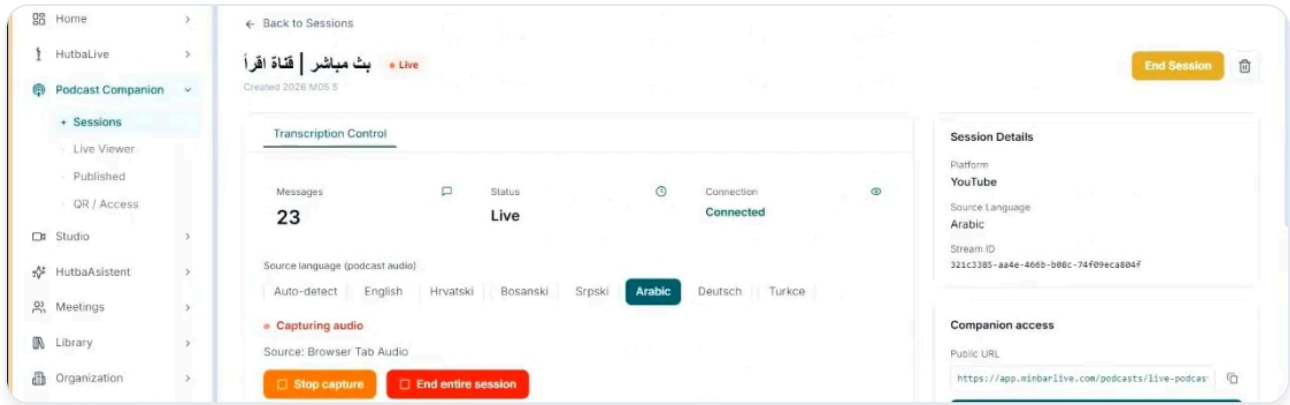 Home
HutbaLive
Podcast Companion
Sessions
Live Viewer
Published
QR / Access
Studio
HutbaAsistent
Meetings
Library
Organization
← Back to Sessions
بث مباشر | قناة اقرأ
Live
Created 2026 M05 5
End Session
Transcription Control
Messages
23
Status
Live
Connection
Connected
Source language (podcast audio)
Auto-detect English Hrvatski Bosanski Srpski Arabic Deutsch Turkce
Capturing audio
Source: Browser Tab Audio
Stop capture
End entire session
Session Details
Platform
YouTube
Source Language
Arabic
Stream ID
321c3385-aa4e-466b-b08c-74f09eca804f
Companion access
Public URL
https://app.minbarlive.com/podcasts/live-podcas